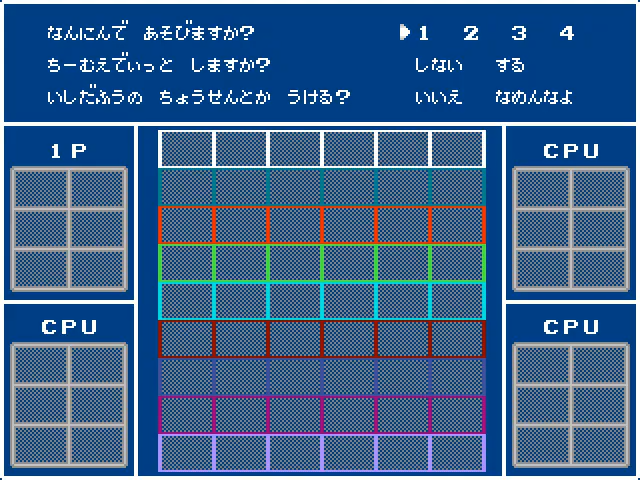 なんにんで あそびますか? 1 2 3 4
ちーむえでぃっと しますか? しない する
いしだふうの ちょうせんとか うける? いいえ なめんなよ
1P
CPU
CPU
CPU